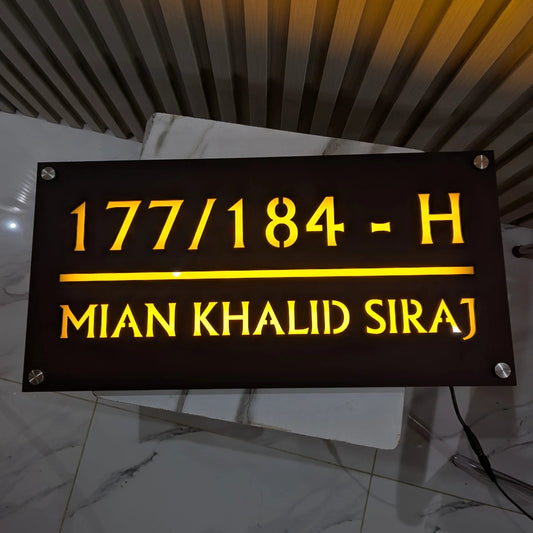 177/184 - H
MIAN KHALID SIRAJ